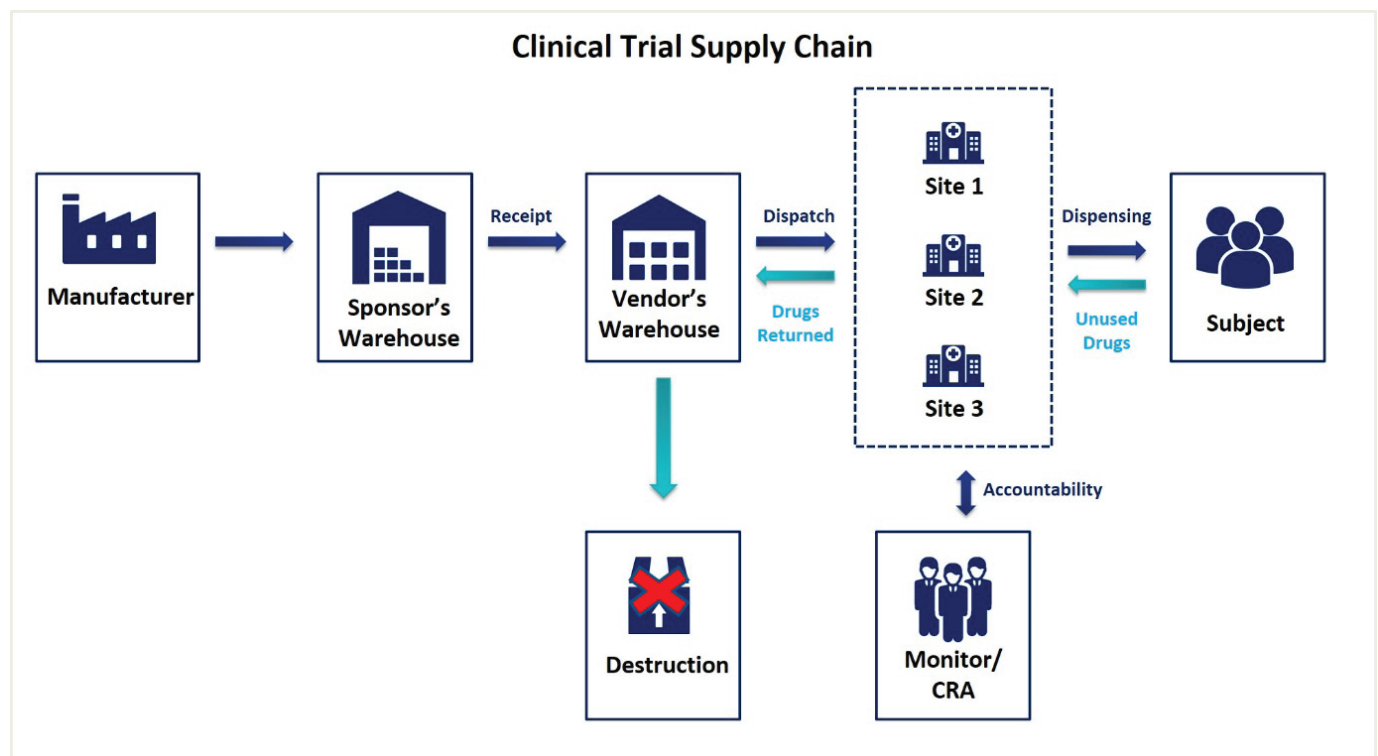 Clinical Trial Supply Chain
Manufacturer
Sponsor's
Warehouse
Receipt
Vendor's
Warehouse
Dispatch
Drugs
Returned
Site 1
Site 2
Site 3
Dispensing
Unused
Drugs
Subject
Accountability
Destruction
Monitor/
CRA